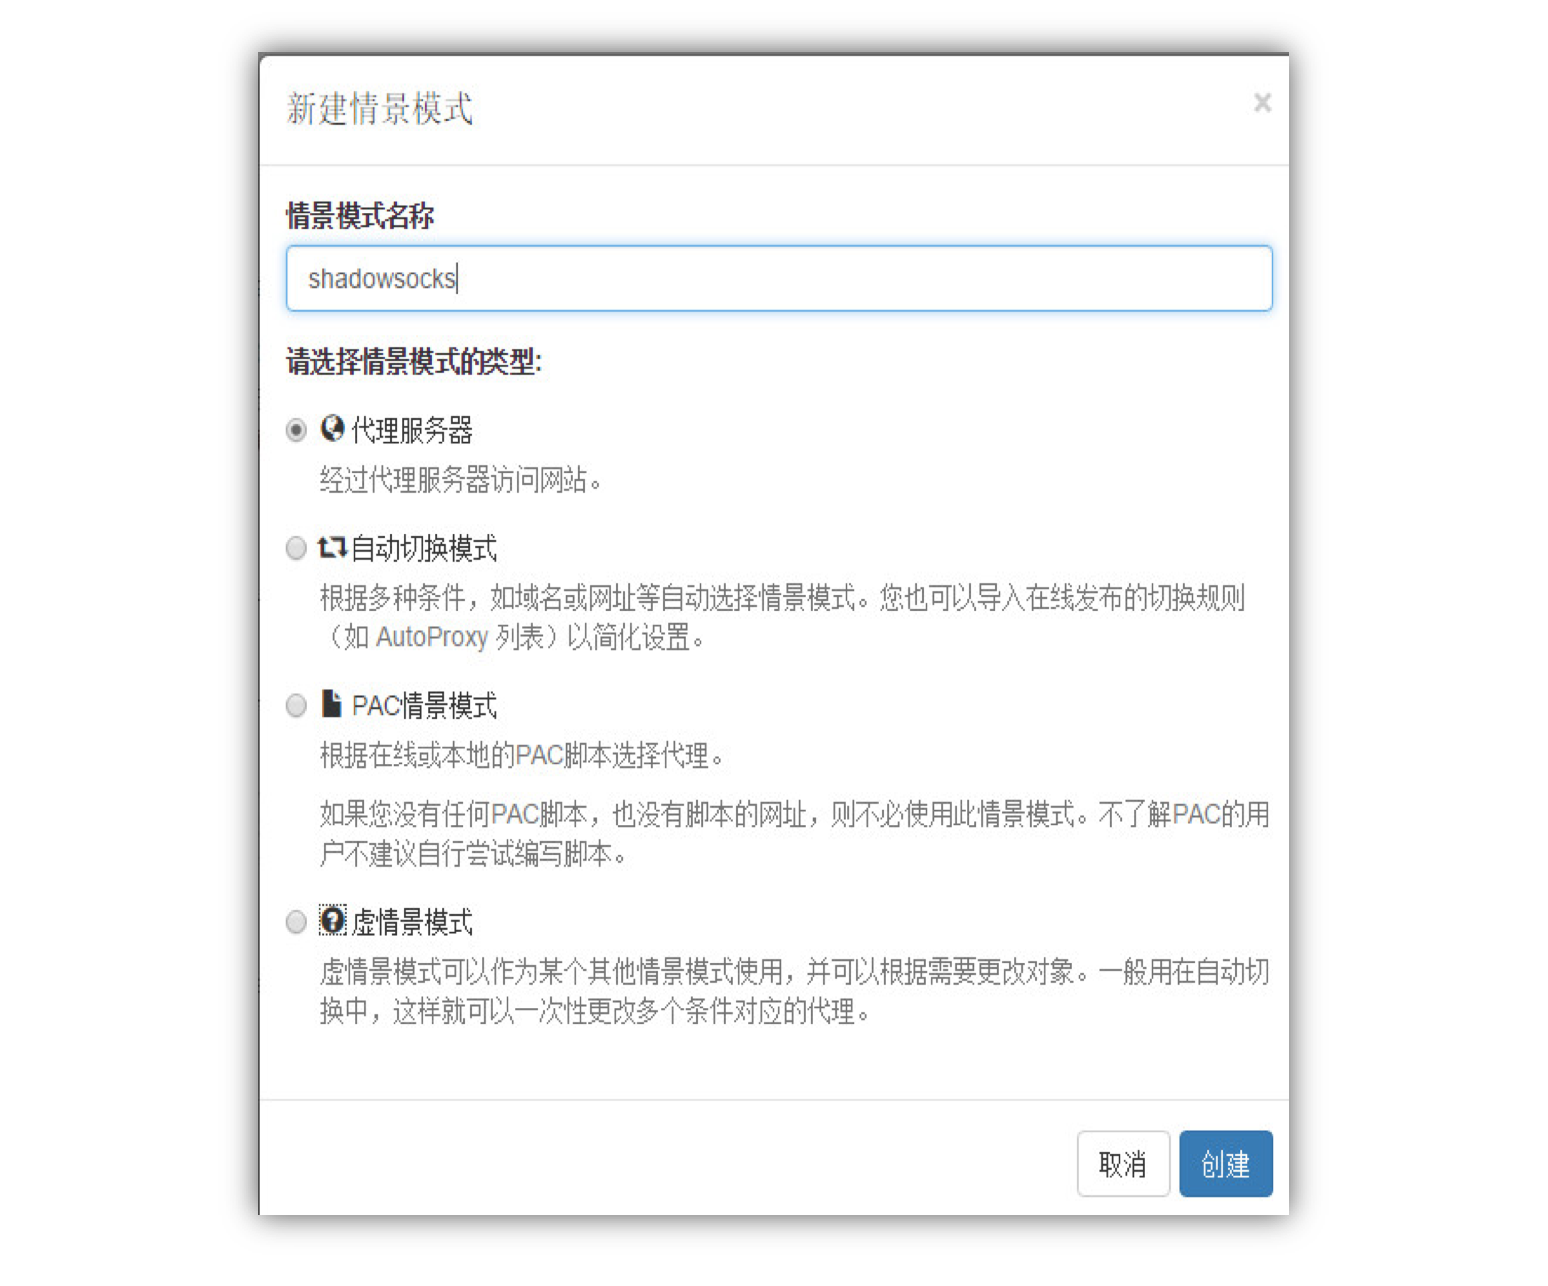 新建情景模式
×
情景模式名称
shadowsocks
请选择情景模式的类型:
代理服务器
经过代理服务器访问网站。
自动切换模式
根据多种条件，如域名或网址等自动选择情景模式。您也可以导入在线发布的切换规则
（如 AutoProxy 列表）以简化设置。
PAC情景模式
根据在线或本地的PAC脚本选择代理。
如果您没有任何PAC脚本，也没有脚本的网址，则不必使用此情景模式。不了解PAC的用
户不建议自行尝试编写脚本。
虚情景模式
虚情景模式可以作为某个其他情景模式使用，并可以根据需要更改对象。一般用在自动切
换中，这样就可以一次性更改多个条件对应的代理。
取消
创建